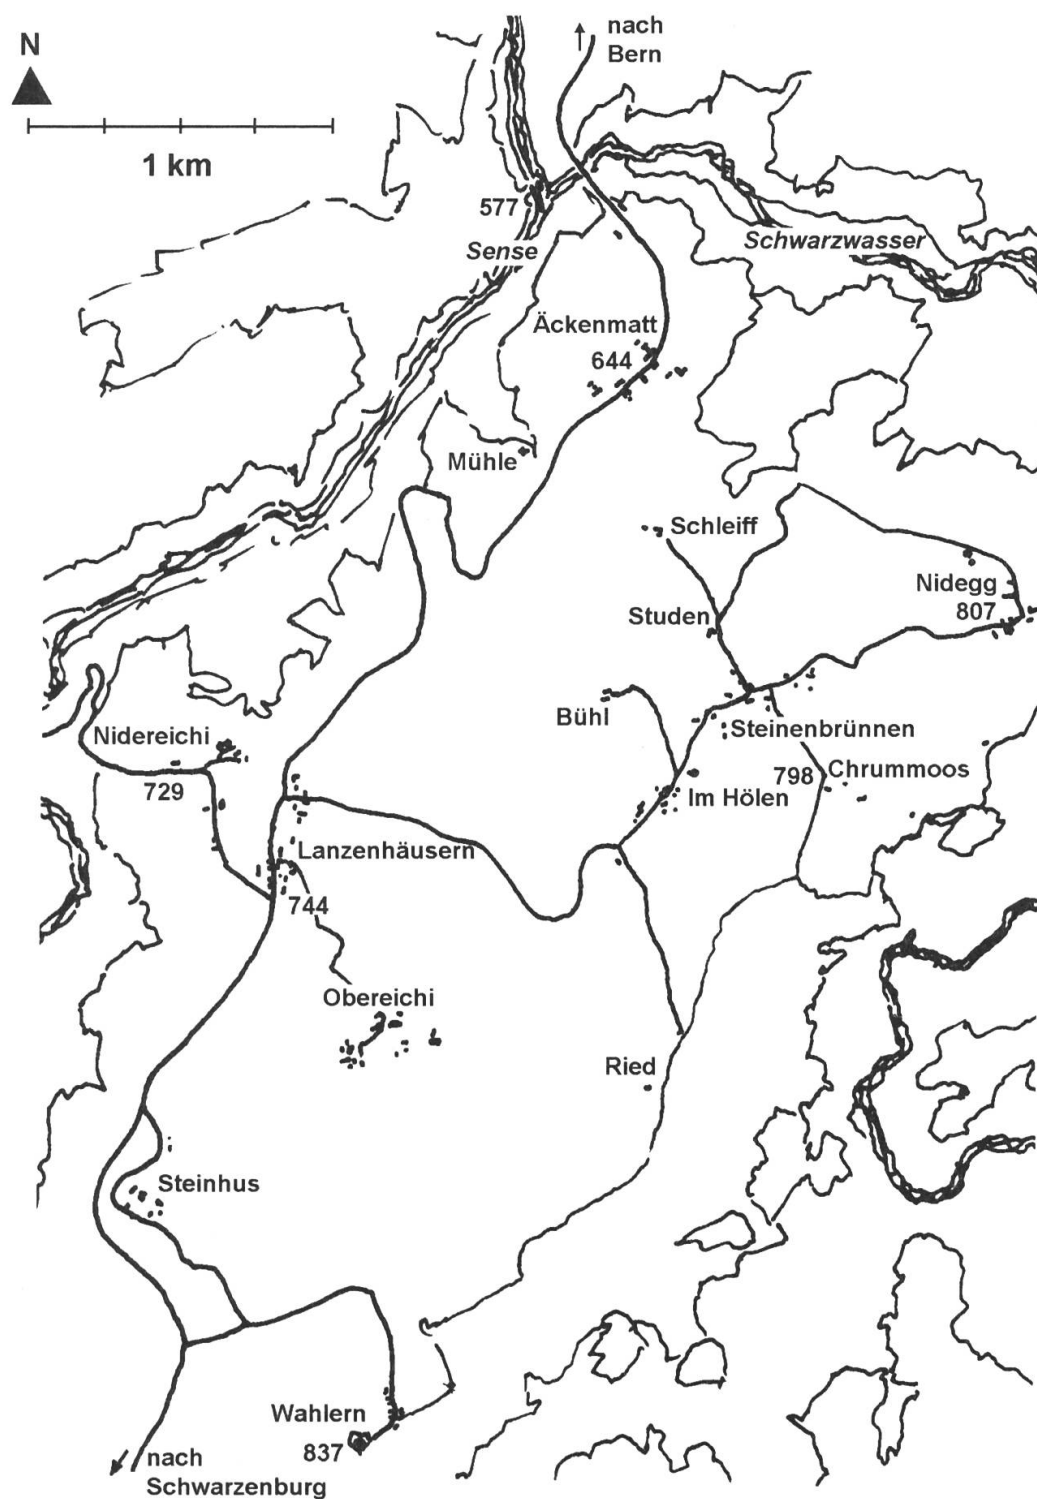 nach
Bern
N
1 km
577
Sense
Schwarzwasser
Äckenmatt
644
Mühle
Schleiff
Nidegg
807
Studen
Bühl
Steinenbrünnen
Nidereichi
729
798
Chrummoos
Im Hölen
Lanzenhäusern
744
Obereichi
Ried
Steinhus
Wahlern
837
nach
Schwarzenburg